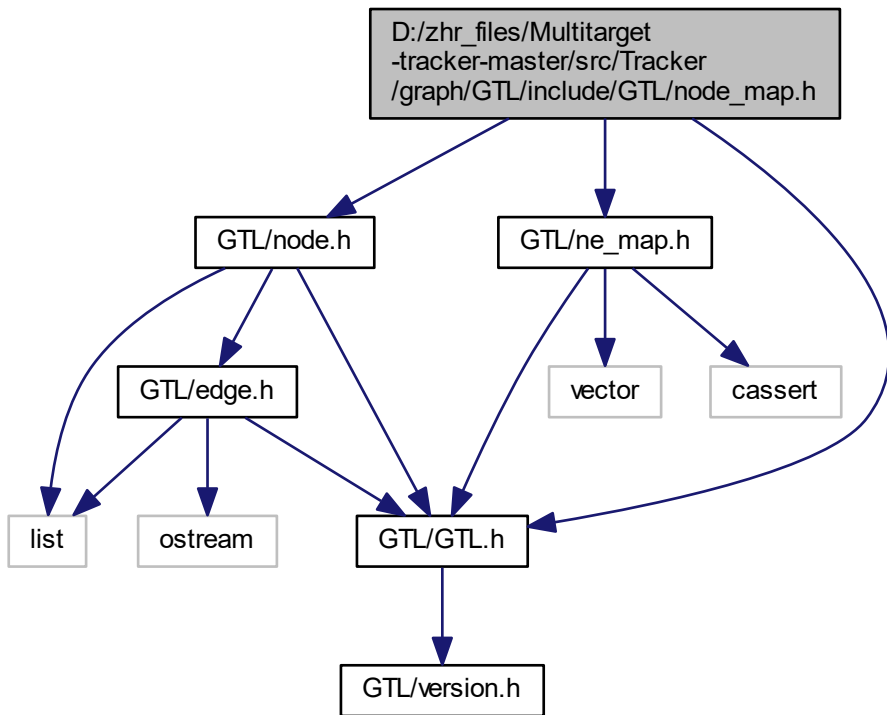 D:/zhr_files/Multitarget
-tracker-master/src/Tracker
/graph/GTL/include/GTL/node_map.h
GTL/node.h
GTL/ne_map.h
GTL/edge.h
vector
cassert
list
ostream
GTL/GTL.h
GTL/version.h